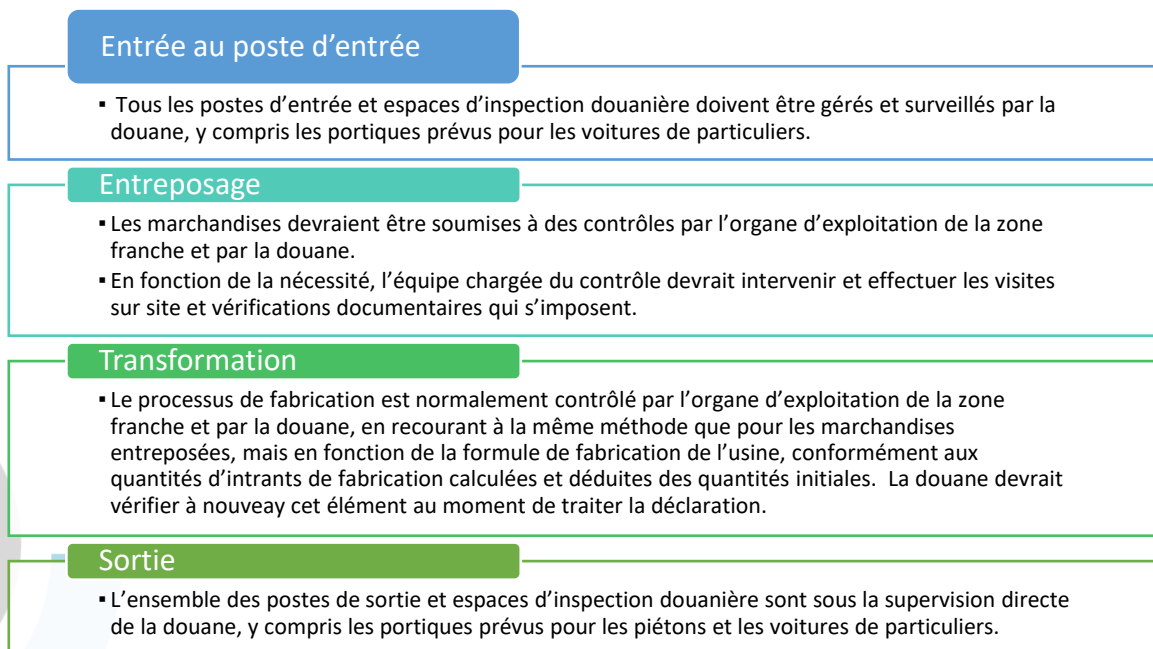 Entrée au poste d’entrée
▪ Tous les postes d’entrée et espaces d’inspection douanière doivent être gérés et surveillés par la
douane, y compris les portiques prévus pour les voitures de particuliers.
Entreposage
▪ Les marchandises devraient être soumises à des contrôles par l’organe d’exploitation de la zone
franche et par la douane.
▪ En fonction de la nécessité, l’équipe chargée du contrôle devrait intervenir et effectuer les visites
sur site et vérifications documentaires qui s’imposent.
Transformation
▪ Le processus de fabrication est normalement contrôlé par l’organe d’exploitation de la zone
franche et par la douane, en recourant à la même méthode que pour les marchandises
entreposées, mais en fonction de la formule de fabrication de l’usine, conformément aux
quantités d’intrants de fabrication calculées et déduites des quantités initiales.  La douane devrait
vérifier à nouveay cet élément au moment de traiter la déclaration.
Sortie
▪ L’ensemble des postes de sortie et espaces d’inspection douanière sont sous la supervision directe
de la douane, y compris les portiques prévus pour les piétons et les voitures de particuliers.